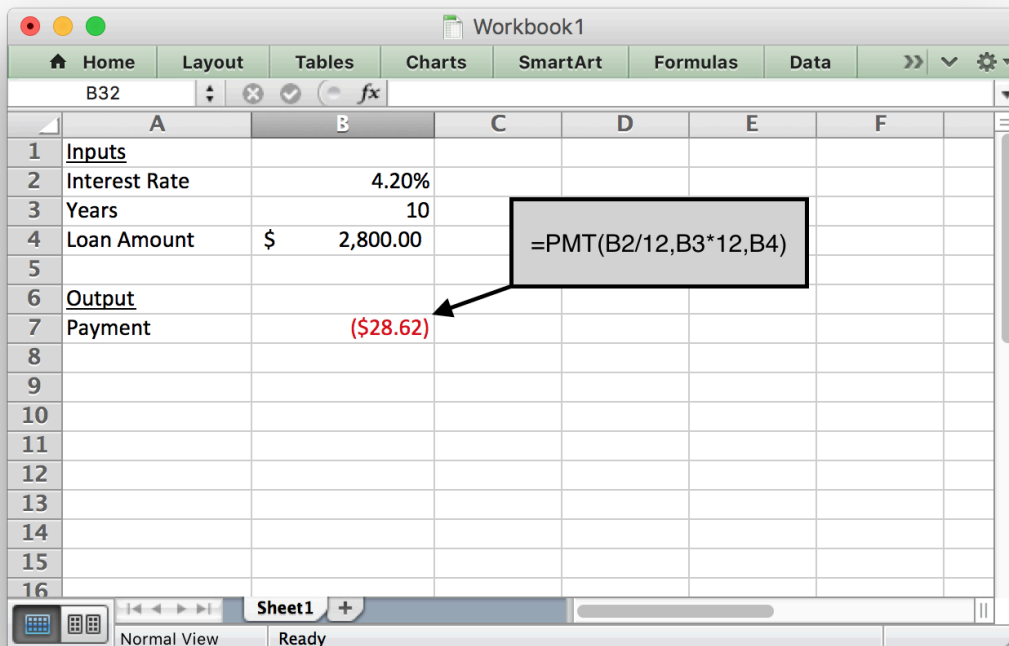 Workbook1
Home Layout Tables Charts SmartArt Formulas Data
B32 fx
A B C D E F
1 Inputs
2 Interest Rate 4.20%
3 Years 10
4 Loan Amount $ 2,800.00
=PMT(B2/12,B3*12,B4)
5
6 Output
7 Payment ($28.62)
8
9
10
11
12
13
14
15
16
Sheet1 +
Normal View Ready